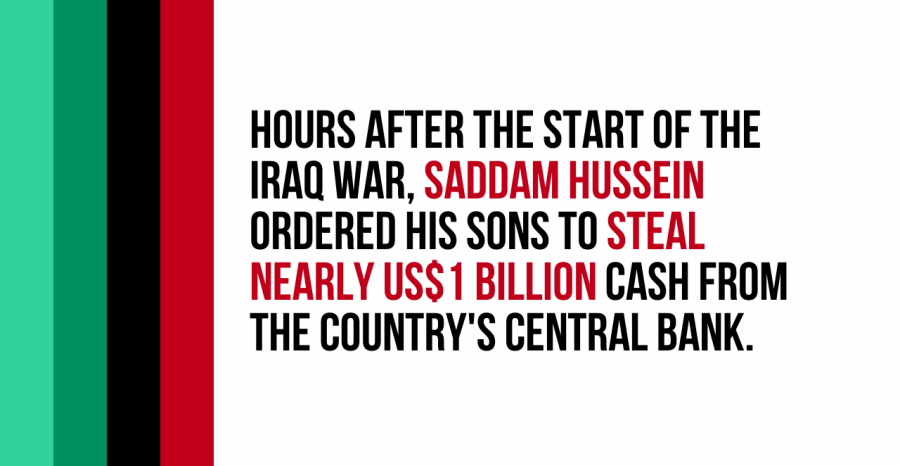 HOURS AFTER THE START OF THE
IRAQ WAR, SADDAM HUSSEIN
ORDERED HIS SONS TO STEAL
NEARLY US$1 BILLION CASH FROM
THE COUNTRY'S CENTRAL BANK.